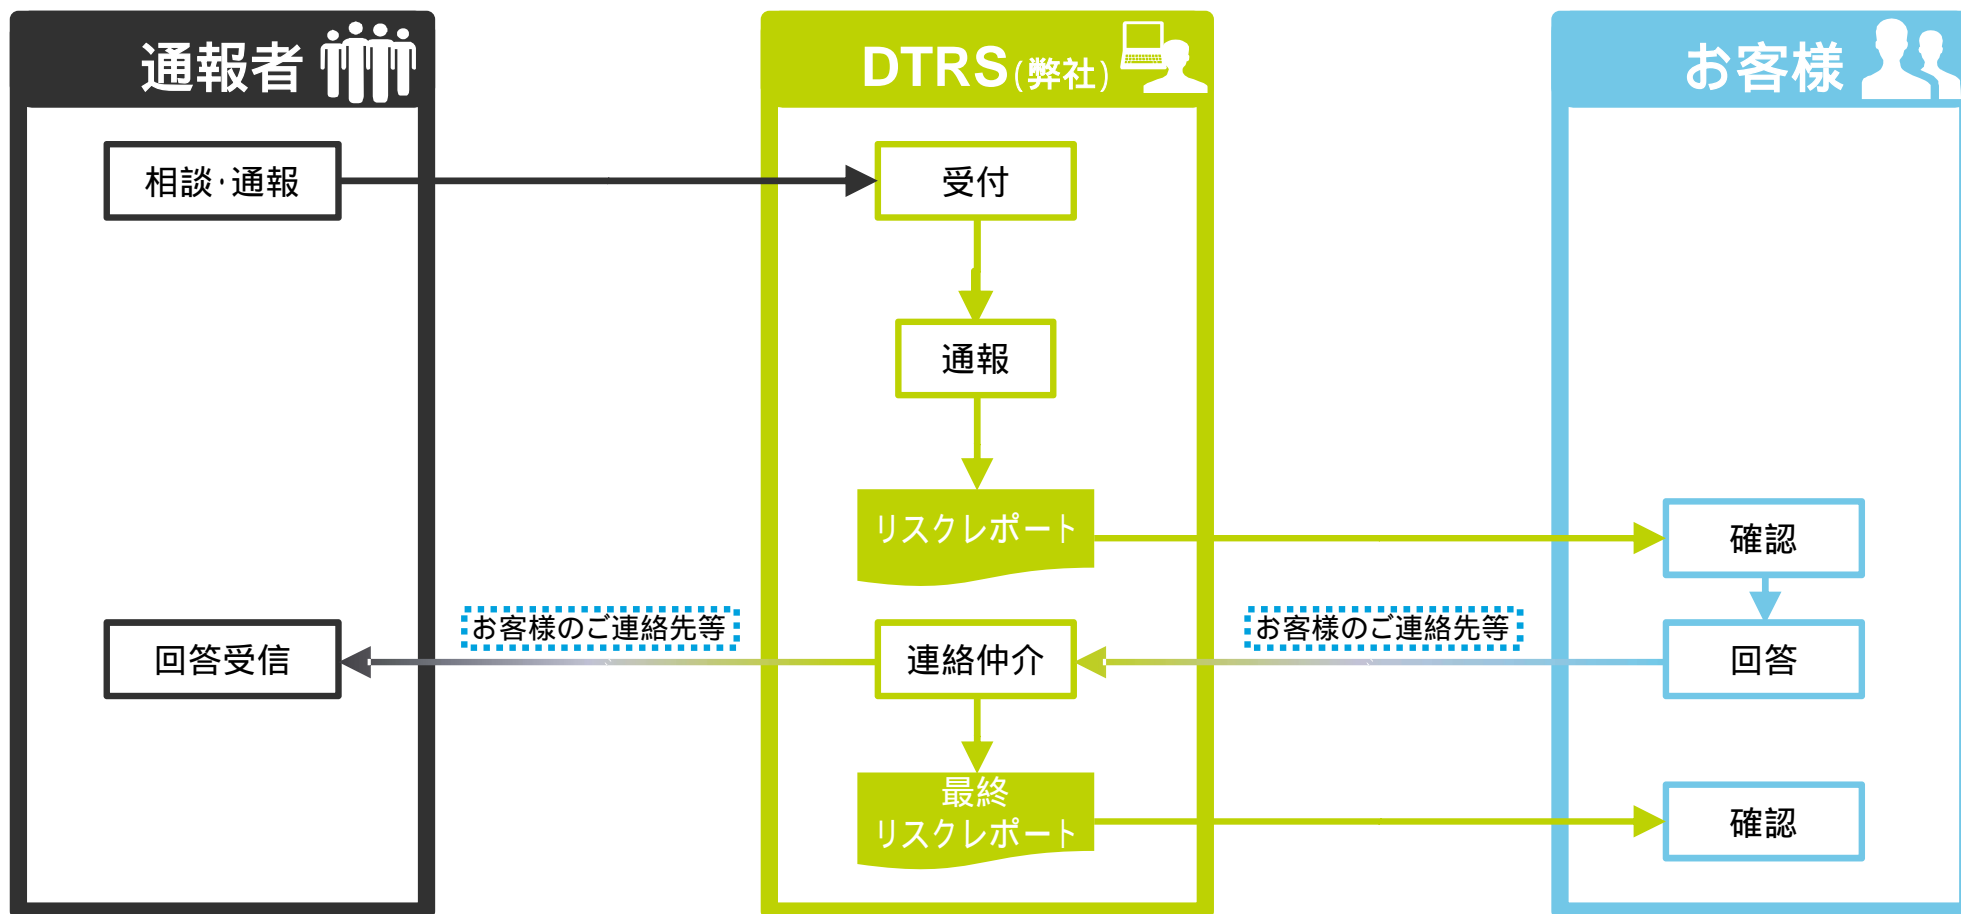 通報者
DTRS(弊社)
お客様
相談・通報
受付
通報
リスクレポート
確認
お客様のご連絡先等
お客様のご連絡先等
回答受信
連絡仲介
回答
最終
リスクレポート
確認